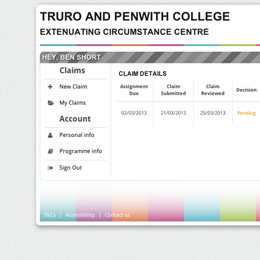 TRURO AND PENWITH COLLEGE
EXTENUATING CIRCUMSTANCE CENTRE
HEY, BEN SHORT
Claims
New Claim
My Claims
Account
Personal info
Programme info
Sign Out
CLAIM DETAILS
Assignment Due Claim Submitted Claim Reviewed Decision
02/03/2013 21/03/2013 25/03/2013 Pending
T&Cs | Accessibility | Contact us